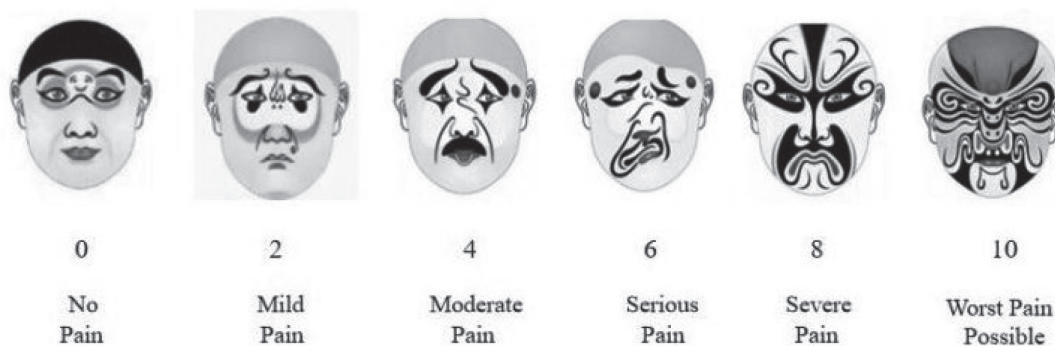 0 2 4 6 8 10
No Mild Moderate Serious Severe Worst Pain
Pain Pain Pain Pain Pain Possible